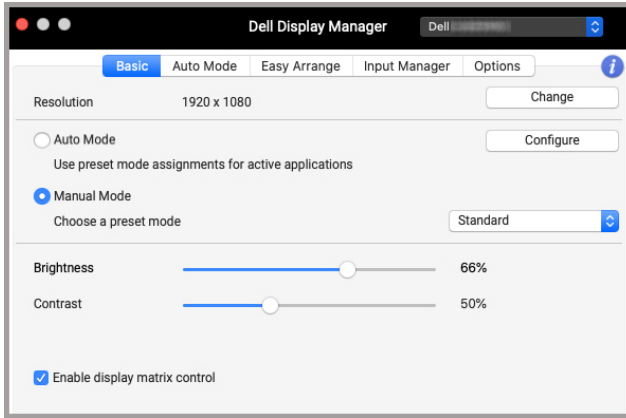 Dell Display Manager Dell
Basic Auto Mode Easy Arrange Input Manager Options i
Resolution 1920 x 1080 Change
Auto Mode Configure
Use preset mode assignments for active applications
Manual Mode
Choose a preset mode Standard
Brightness 66%
Contrast 50%
Enable display matrix control